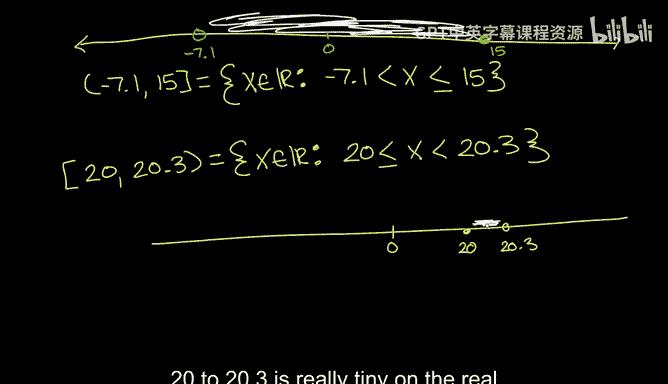 GPT中英字幕课程资源 bilibili
-7.1 0 15
(-7.1, 15] = {x∈ℝ: -7.1 < x ≤ 15}
[20, 20.3) = {x∈ℝ: 20 ≤ x < 20.3}
0 20 20.3
20 to 20.3 is really tiny on the real